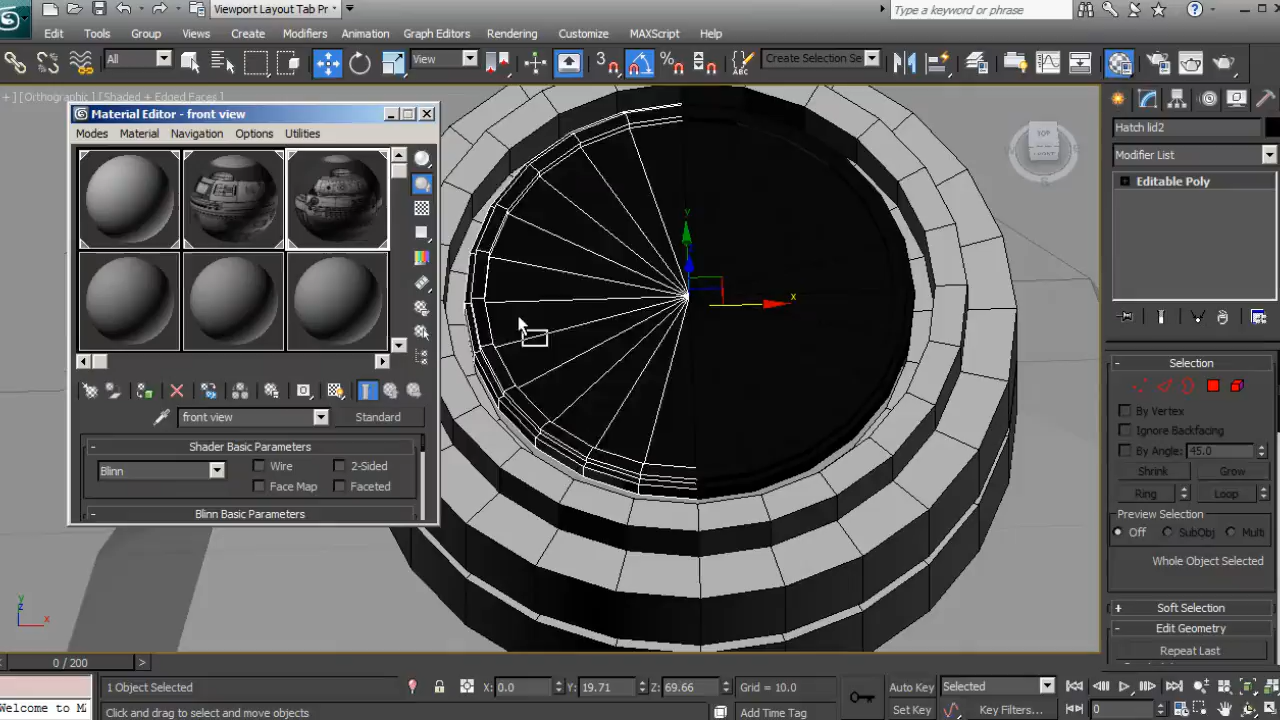 Viewport Layout Tab Pr
Type a keyword or phrase
Edit Tools Group Views Create Modifiers Animation Graph Editors Rendering Customize MAXScript Help
All View 3 Create Selection Se
+ ] [Orthographic ] [Shaded + Edged Faces ]
Material Editor - front view
Modes Material Navigation Options Utilities
front view Standard
Shader Basic Parameters
Blinn Wire 2-Sided
Face Map Faceted
Blinn Basic Parameters
TOP
y
x
z
Hatch lid2
Modifier List
Editable Poly
Selection
By Vertex
Ignore Backfacing
By Angle: 45.0
Shrink Grow
Ring Loop
Preview Selection
Off SubObj Multi
Whole Object Selected
Soft Selection
Edit Geometry
Repeat Last
0 / 200
1 Object Selected X: 0.0 Y: 19.71 Z: 69.66 Grid = 10.0 Auto Key Selected
Welcome to M
Click and drag to select and move objects Add Time Tag Set Key Key Filters... 0